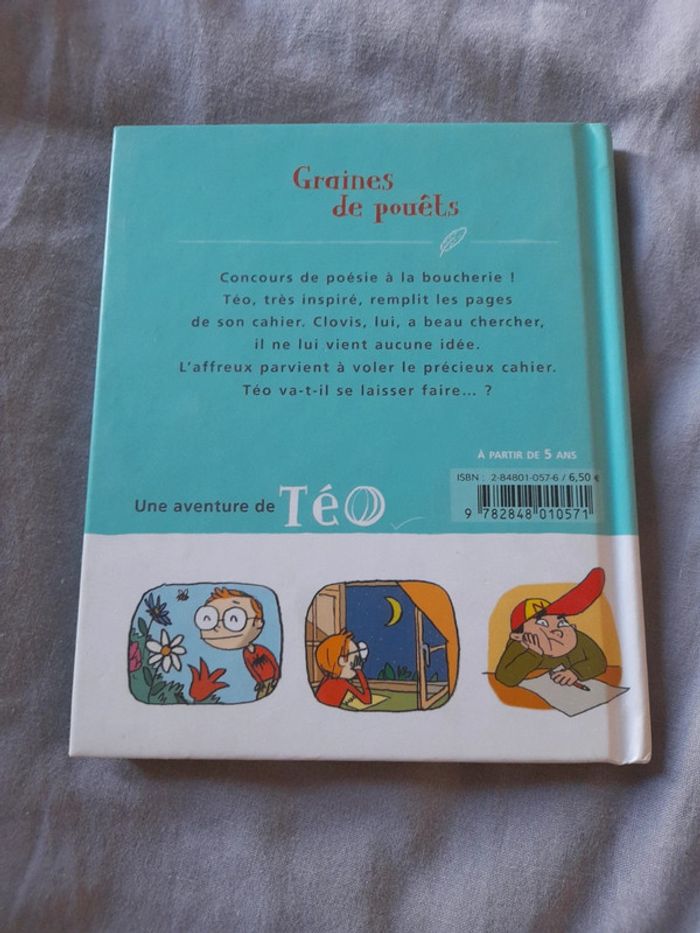 Graines
de pouêts
Concours de poésie à la boucherie !
Téo, très inspiré, remplit les pages
de son cahier. Clovis, lui, a beau chercher,
il ne lui vient aucune idée.
L'affreux parvient à voler le précieux cahier.
Téo va-t-il se laisser faire... ?
À PARTIR DE 5 ANS
ISBN : 2-84801-057-6 / 6,50 €
9 782848 010571
Une aventure de Téo